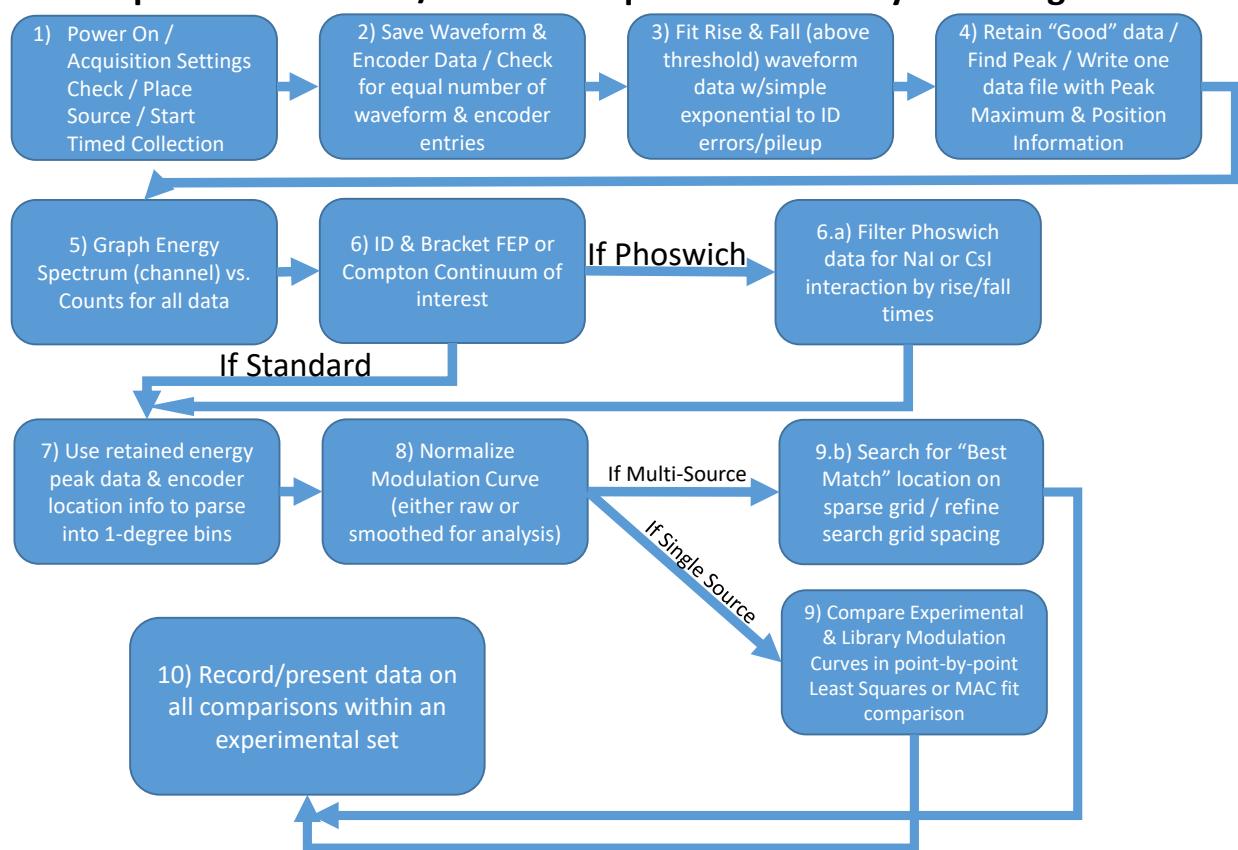 1) Power On /
Acquisition Settings
Check / Place
Source / Start
Timed Collection
2) Save Waveform &
Encoder Data / Check
for equal number of
waveform & encoder
entries
3) Fit Rise & Fall (above
threshold) waveform
data w/simple
exponential to ID
errors/pileup
4) Retain “Good” data /
Find Peak / Write one
data file with Peak
Maximum & Position
Information
5) Graph Energy
Spectrum (channel) vs.
Counts for all data
6) ID & Bracket FEP or
Compton Continuum of
interest
If Phoswich
6.a) Filter Phoswich
data for NaI or CsI
interaction by rise/fall
times
If Standard
7) Use retained energy
peak data & encoder
location info to parse
into 1-degree bins
8) Normalize
Modulation Curve
(either raw or
smoothed for analysis)
If Multi-Source
9.b) Search for “Best
Match” location on
sparse grid / refine
search grid spacing
If Single Source
9) Compare Experimental
& Library Modulation
Curves in point-by-point
Least Squares or MAC fit
comparison
10) Record/present data on
all comparisons within an
experimental set